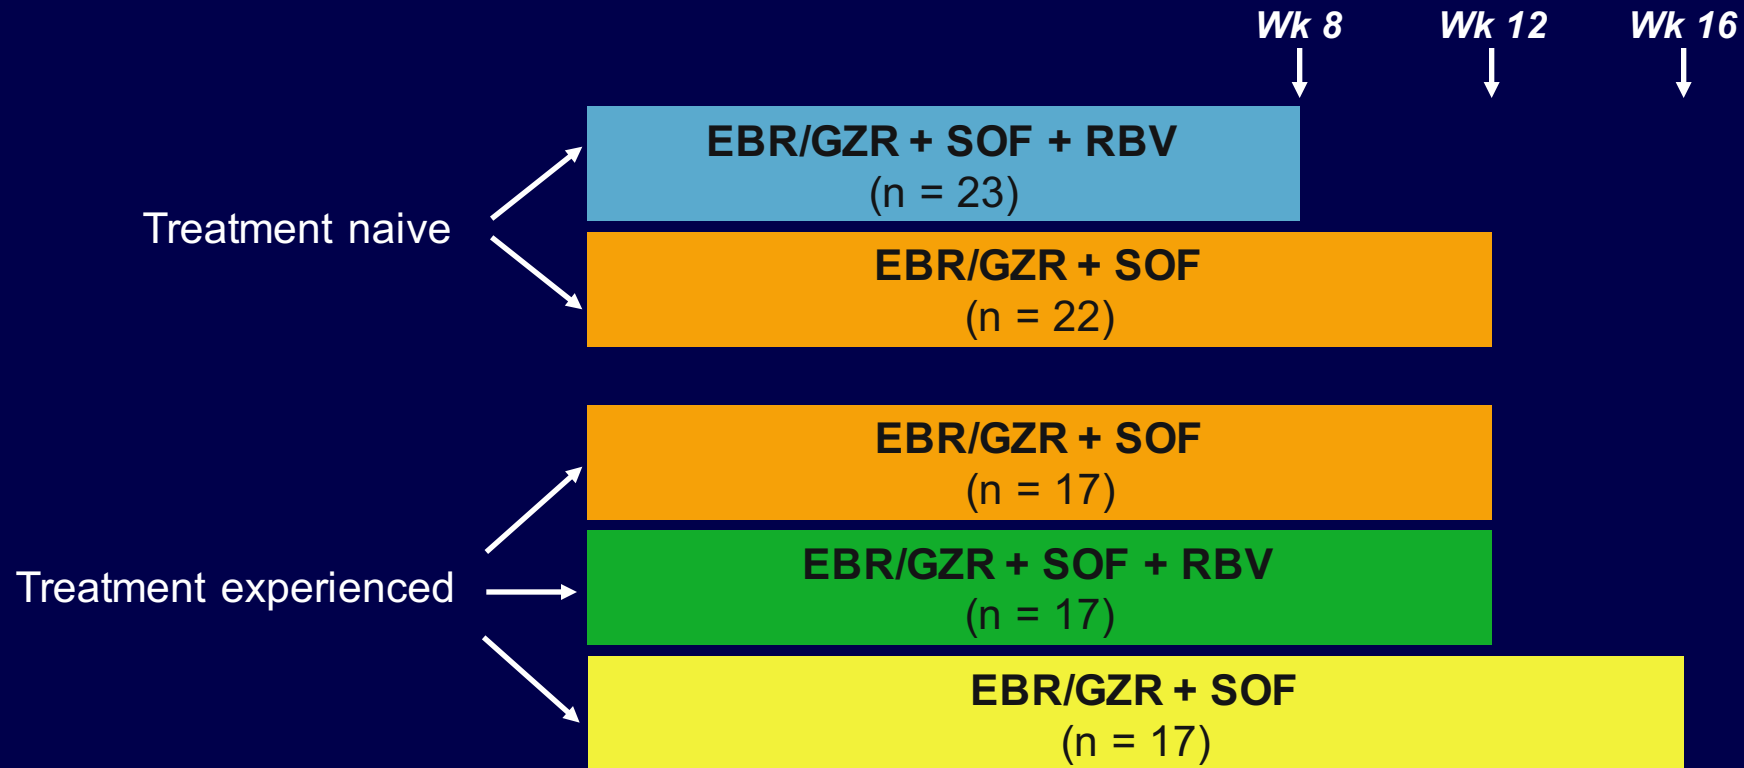 Wk 8 Wk 12 Wk 16
EBR/GZR + SOF + RBV
(n = 23)
Treatment naive
EBR/GZR + SOF
(n = 22)
EBR/GZR + SOF
(n = 17)
Treatment experienced
EBR/GZR + SOF + RBV
(n = 17)
EBR/GZR + SOF
(n = 17)